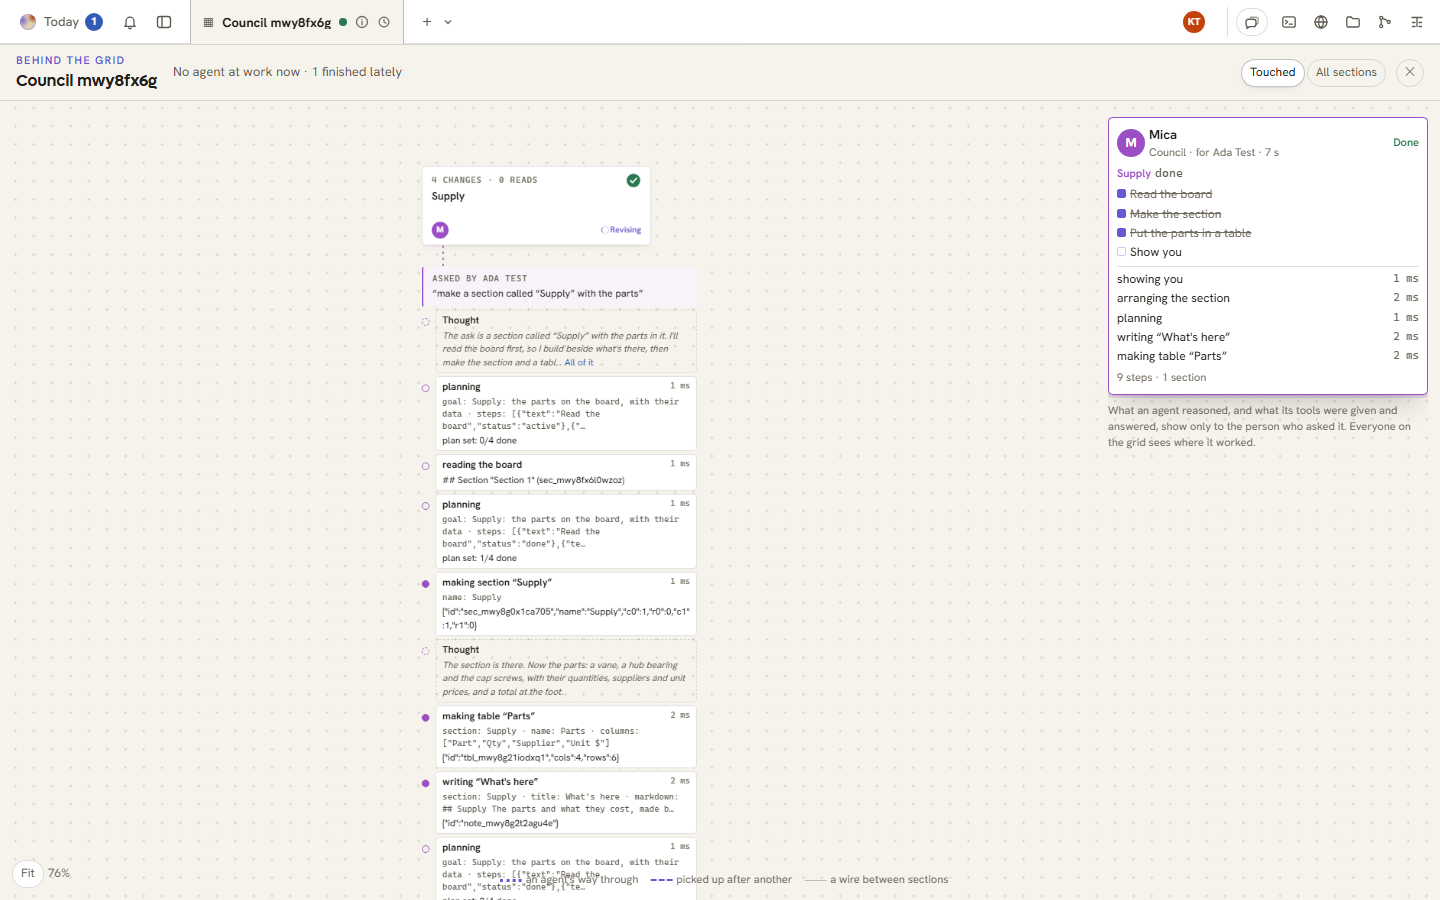 Today 1
Council mwy8fx6g
KT
BEHIND THE GRID
Council mwy8fx6g
No agent at work now · 1 finished lately
Touched
All sections
4 CHANGES · 0 READS
Supply
M
Revising
ASKED BY ADA TEST
“make a section called “Supply” with the parts”
Thought
The ask is a section called “Supply” with the parts in it. I'll
read the board first, so I build beside what's there, then
make the section and a tabl… All of it
planning 1 ms
goal: Supply: the parts on the board, with their
data · steps: [{"text":"Read the
board","status":"active"},{"…
plan set: 0/4 done
reading the board 1 ms
## Section "Section 1" (sec_mwy8fx6l0wzoz)
planning 1 ms
goal: Supply: the parts on the board, with their
data · steps: [{"text":"Read the
board","status":"done"},{"te…
plan set: 1/4 done
making section “Supply” 1 ms
name: Supply
{"id":"sec_mwy8g0x1ca705","name":"Supply","c0":1,"r0":0,"c1"
:1,"r1":0}
Thought
The section is there. Now the parts: a vane, a hub bearing
and the cap screws, with their quantities, suppliers and unit
prices, and a total at the foot.
making table “Parts” 2 ms
section: Supply · name: Parts · columns:
["Part","Qty","Supplier","Unit $"]
{"id":"tbl_mwy8g21iodxq1","cols":4,"rows":6}
writing “What's here” 2 ms
section: Supply · title: What's here · markdown:
## Supply The parts and what they cost, made b…
{"id":"note_mwy8g2t2agu4e"}
planning 1 ms
goal: Supply: the parts on the board, with their
data · steps: [{"text":"Read the
board","status":"done"},{"te…
M
Mica
Council · for Ada Test · 7 s
Done
Supply done
Read the board
Make the section
Put the parts in a table
Show you
showing you 1 ms
arranging the section 2 ms
planning 1 ms
writing “What's here” 2 ms
making table “Parts” 2 ms
9 steps · 1 section
What an agent reasoned, and what its tools were given and
answered, show only to the person who asked it. Everyone on
the grid sees where it worked.
Fit 76%
an agent's way through
picked up after another
a wire between sections